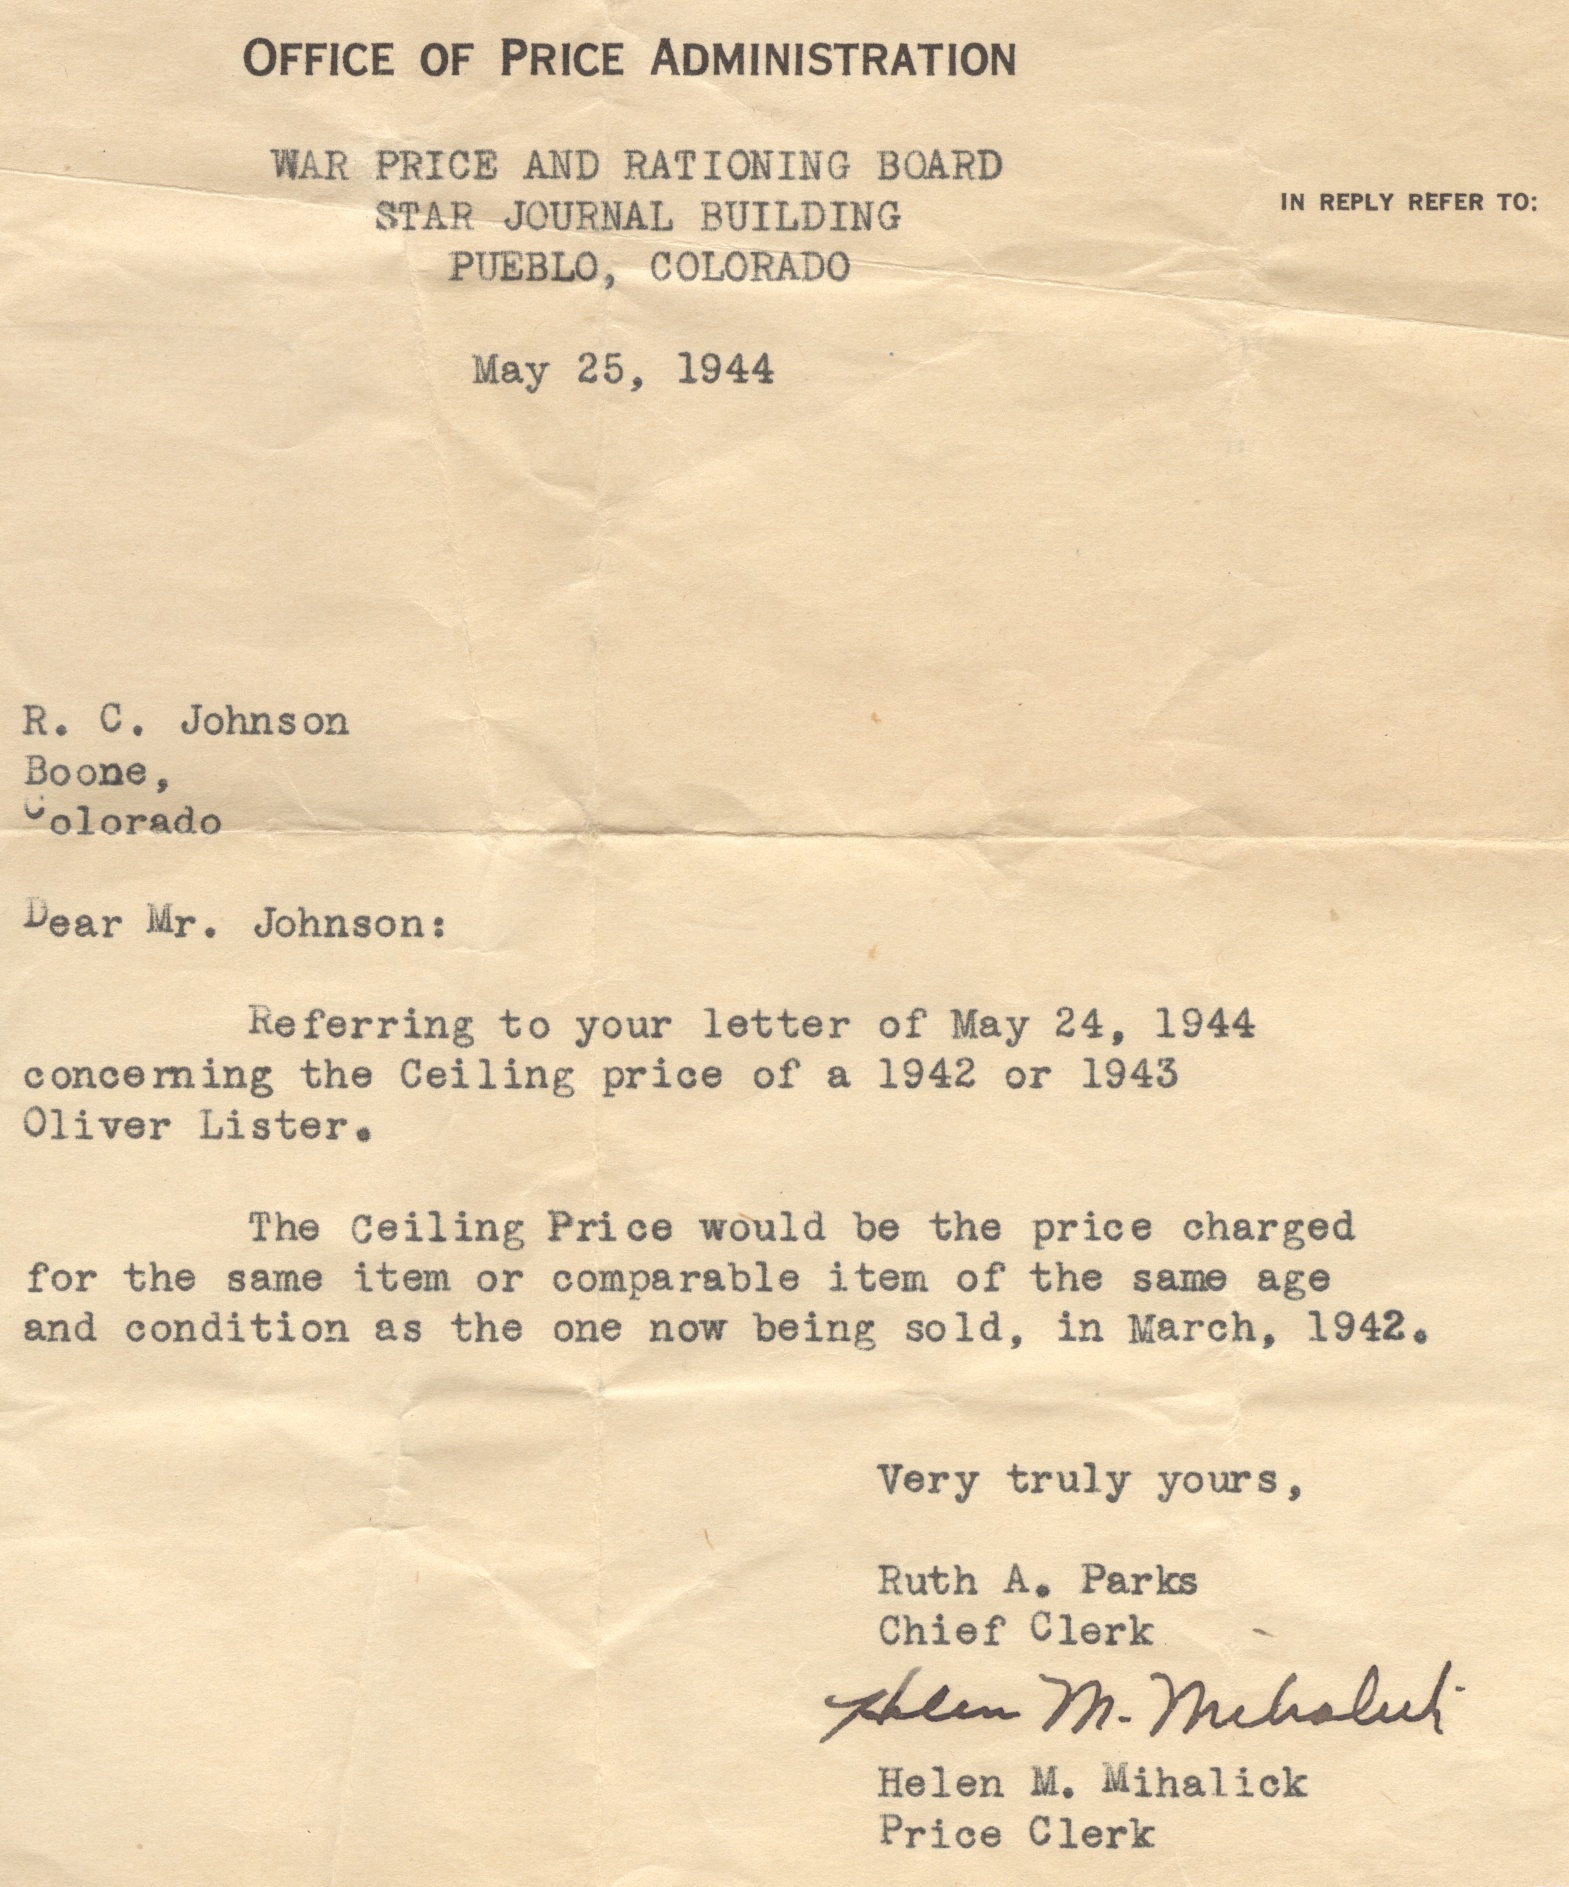 OFFICE OF PRICE ADMINISTRATION
WAR PRICE AND RATIONING BOARD
STAR JOURNAL BUILDING
PUEBLO, COLORADO
IN REPLY REFER TO:
May 25, 1944
R. C. Johnson
Boone,
Colorado
Dear Mr. Johnson:
Referring to your letter of May 24, 1944
concerning the Ceiling price of a 1942 or 1943
Oliver Lister.
The Ceiling Price would be the price charged
for the same item or comparable item of the same age
and condition as the one now being sold, in March, 1942.
Very truly yours,
Ruth A. Parks
Chief Clerk
Helen M. Mihalick
Helen M. Mihalick
Price Clerk